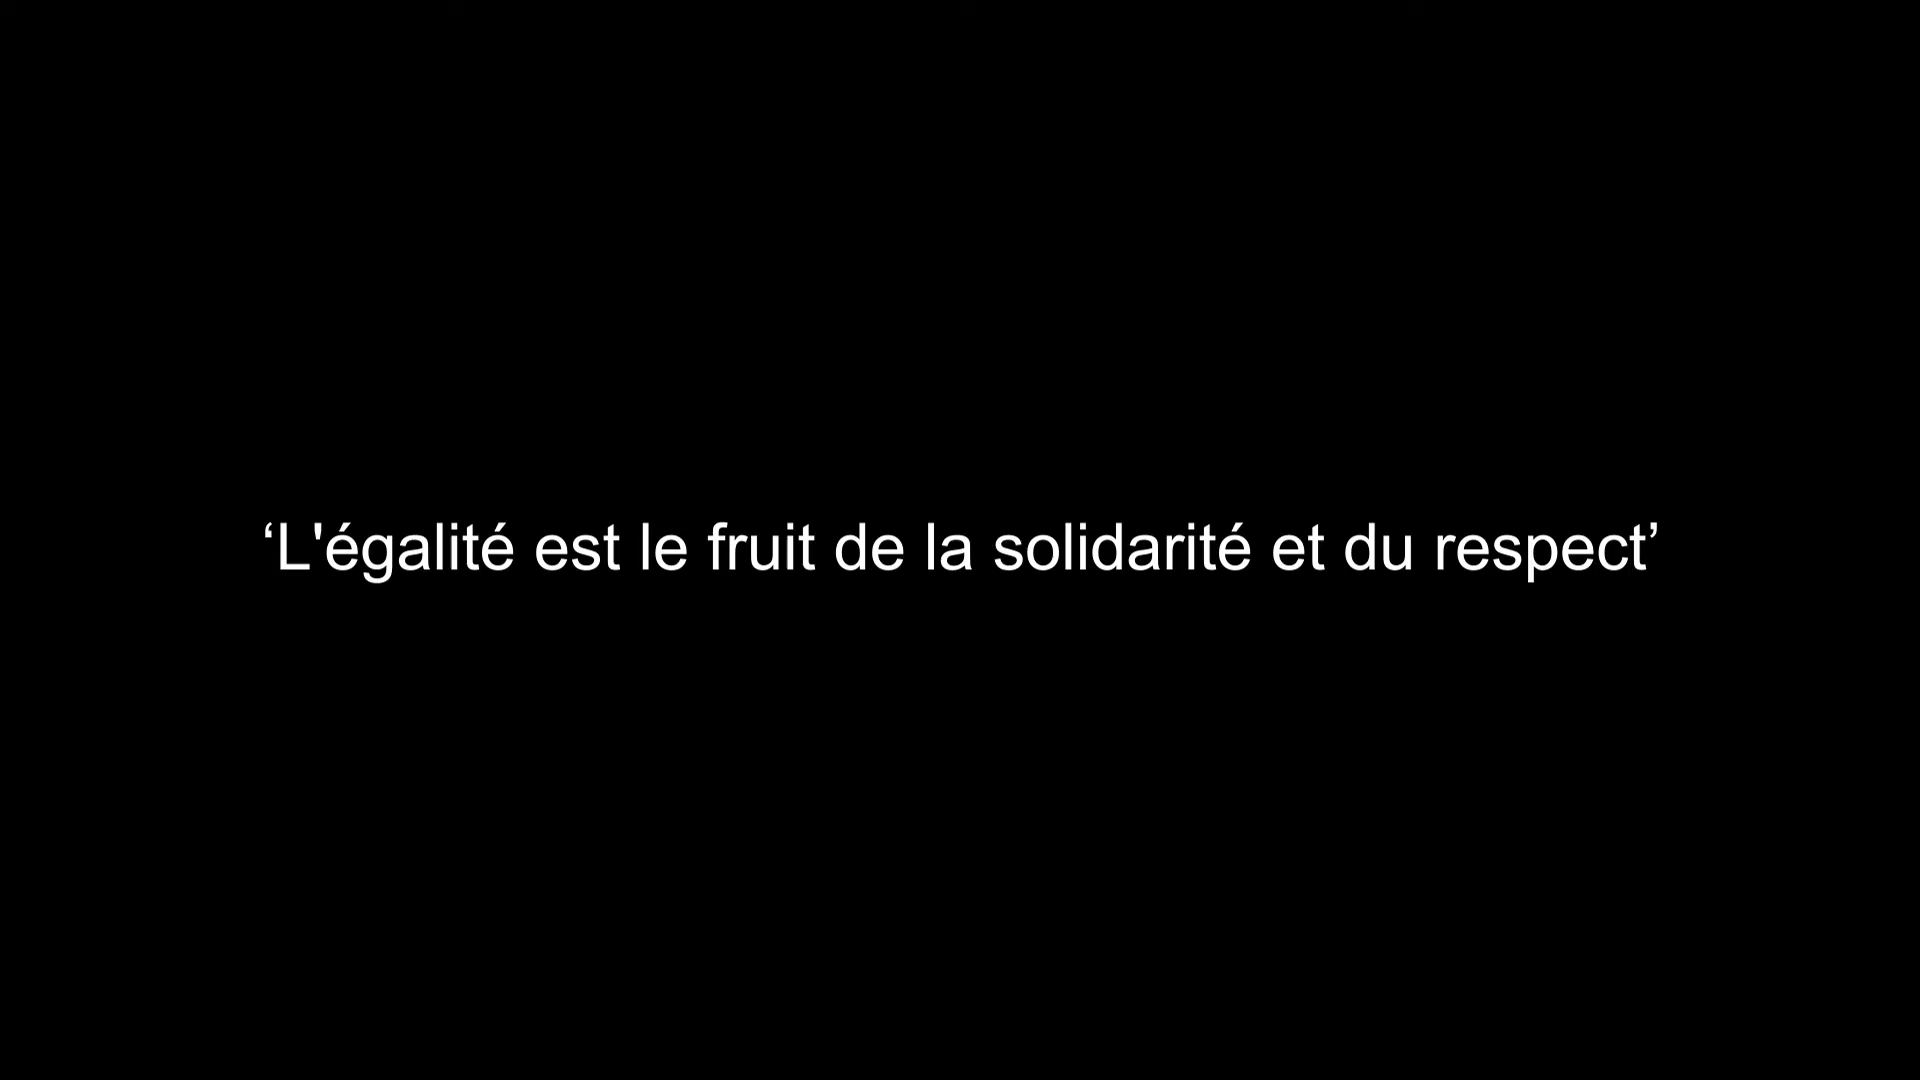 ‘L'égalité est le fruit de la solidarité et du respect’